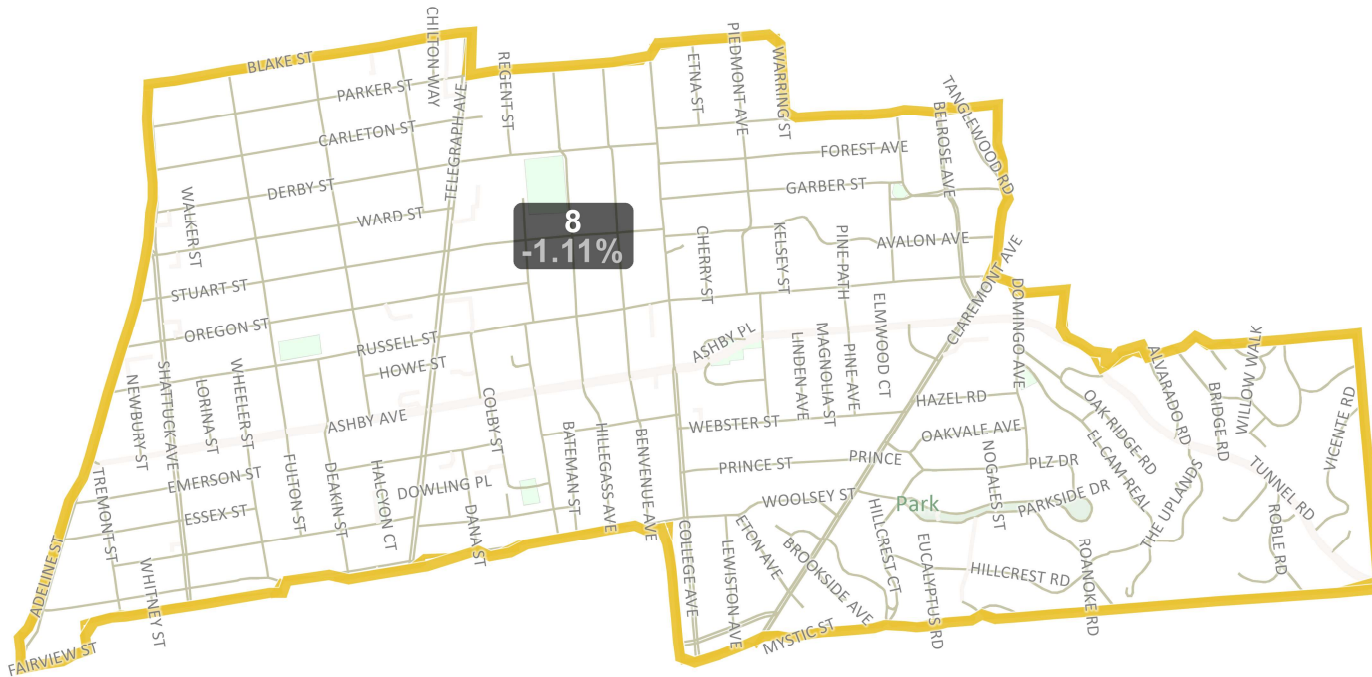 CHILTON WAY
BLAKE ST
PARKER ST
CARLETON ST
TELEGRAPH AVE
REGENT ST
ETNA ST
PIEDMONT AVE
WARRING ST
TANGLEWOOD RD
BELROSE AVE
FOREST AVE
GARBER ST
DERBY ST
WARD ST
WALKER ST
8
-1.11%
CHERRY ST
KELSEY ST
PINE PATH
AVALON AVE
CLAREMONT AVE
DOMINGO AVE
STUART ST
OREGON ST
RUSSELL ST
HOWE ST
ASHBY PL
ELMWOOD CT
LINDEN AVE
MAGNOLIA ST
PINE AVE
NEWBURY ST
SHATTUCK AVE
LORINA ST
WHEELER ST
ASHBY AVE
COLBY ST
BATEMAN ST
HILLEGASS AVE
BENVENUE AVE
WEBSTER ST
HAZEL RD
OAKVALE AVE
OAK RIDGE RD
EL CAM REAL
ALVARADO RD
BRIDGE RD
WILLOW WALK
VICENTE RD
TREMONT ST
EMERSON ST
ESSEX ST
FULTON ST
DEAKIN ST
HALCYON CT
DOWLING PL
DANA ST
PRINCE ST
PRINCE
PLZ DR
NOGALES ST
WOOLSEY ST
Park
PARKSIDE DR
THE UPLANDS
TUNNEL RD
ROBLE RD
ADELINE ST
WHITNEY ST
COLLEGE AVE
LEWISTON AVE
ETON AVE
BROOKSIDE AVE
HILLCREST CT
EUCALYPTUS RD
HILLCREST RD
ROANOKE RD
MYSTIC ST
FAIRVIEW ST